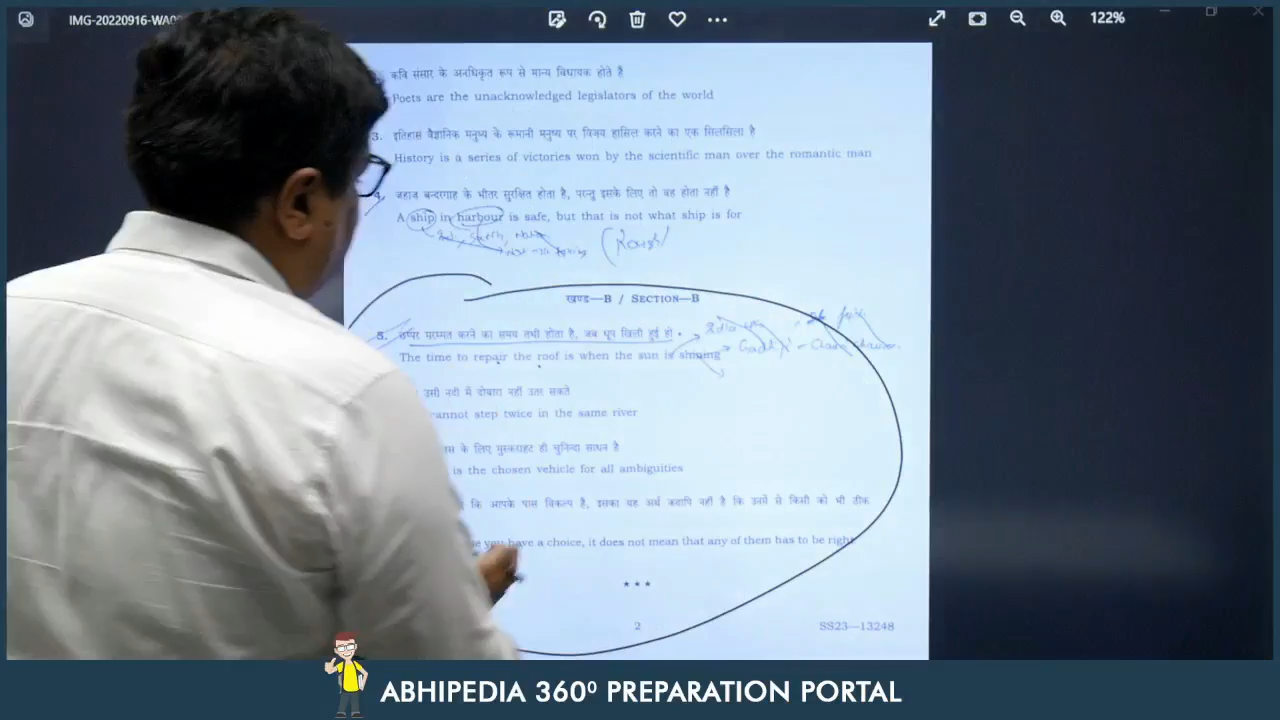 IMG-20220916-WA00
122%
कवि संसार के अनधिकृत रूप से मान्य विधायक होते हैं
Poets are the unacknowledged legislators of the world
3. इतिहास वैज्ञानिक मनुष्य के रूमानी मनुष्य पर विजय हासिल करने का एक सिलसिला है
History is a series of victories won by the scientific man over the romantic man
4. जहाज बन्दरगाह के भीतर सुरक्षित होता है, परन्तु इसके लिए तो वह होता नहीं है
A ship in harbour is safe, but that is not what ship is for
(Rough)
खण्ड—B / SECTION—B
5. छप्पर मरम्मत करने का समय तभी होता है, जब धूप खिली हुई हो
The time to repair the roof is when the sun is shining
उसी नदी में दोबारा नहीं उतर सकते
cannot step twice in the same river
के लिए मुस्कराहट ही चुनिन्दा साधन है
is the chosen vehicle for all ambiguities
कि आपके पास विकल्प है, इसका यह अर्थ कदापि नहीं है कि उनमें से किसी को भी ठीक
you have a choice, it does not mean that any of them has to be right
★ ★ ★
2 SS23—13248
ABHIPEDIA 360⁰ PREPARATION PORTAL